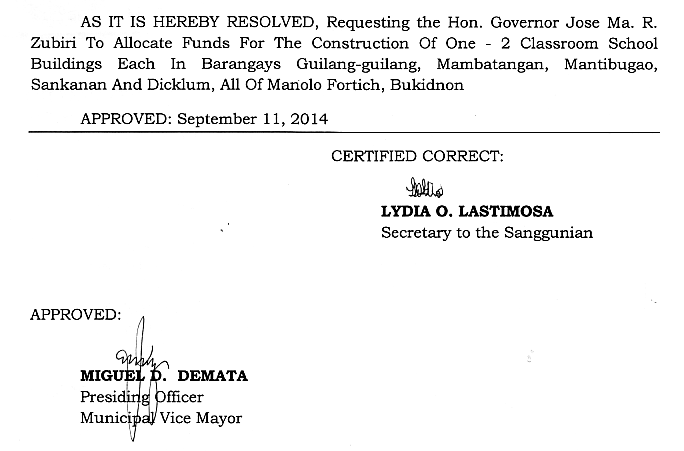 AS IT IS HEREBY RESOLVED, Requesting the Hon. Governor Jose Ma. R.
Zubiri To Allocate Funds For The Construction Of One - 2 Classroom School
Buildings Each In Barangays Guilang-guilang, Mambatangan, Mantibugao,
Sankanan And Dicklum, All Of Manolo Fortich, Bukidnon
APPROVED: September 11, 2014
CERTIFIED CORRECT:
LYDIA O. LASTIMOSA
Secretary to the Sanggunian
APPROVED:
MIGUEL D. DEMATA
Presiding Officer
Municipal Vice Mayor